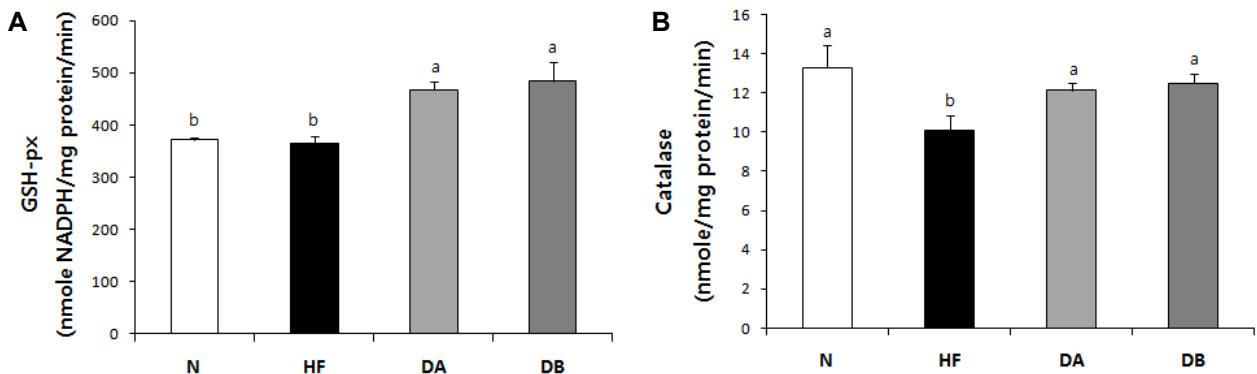 A
GSH-px
(nmole NADPH/mg protein/min)
600
500
400
300
200
100
0
b
b
a
a
N HF DA DB
B
Catalase
(nmole/mg protein/min)
16
14
12
10
8
6
4
2
0
a
b
a
a
N HF DA DB